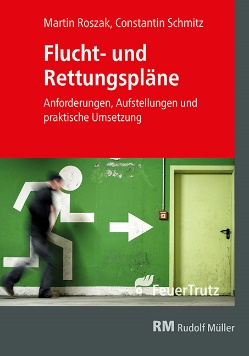 Martin Roszak, Constantin Schmitz
Flucht- und
Rettungspläne
Anforderungen, Aufstellungen und
praktische Umsetzung
FeuerTrutz
RM Rudolf Müller